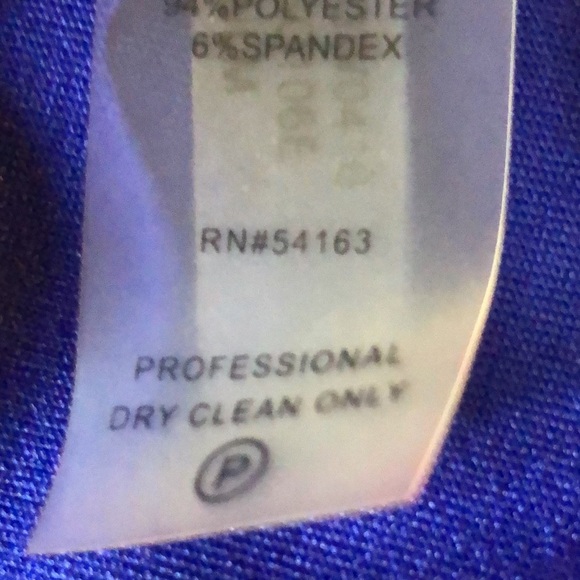 94%POLYESTER
6%SPANDEX
RN#54163
PROFESSIONAL
DRY CLEAN ONLY
P